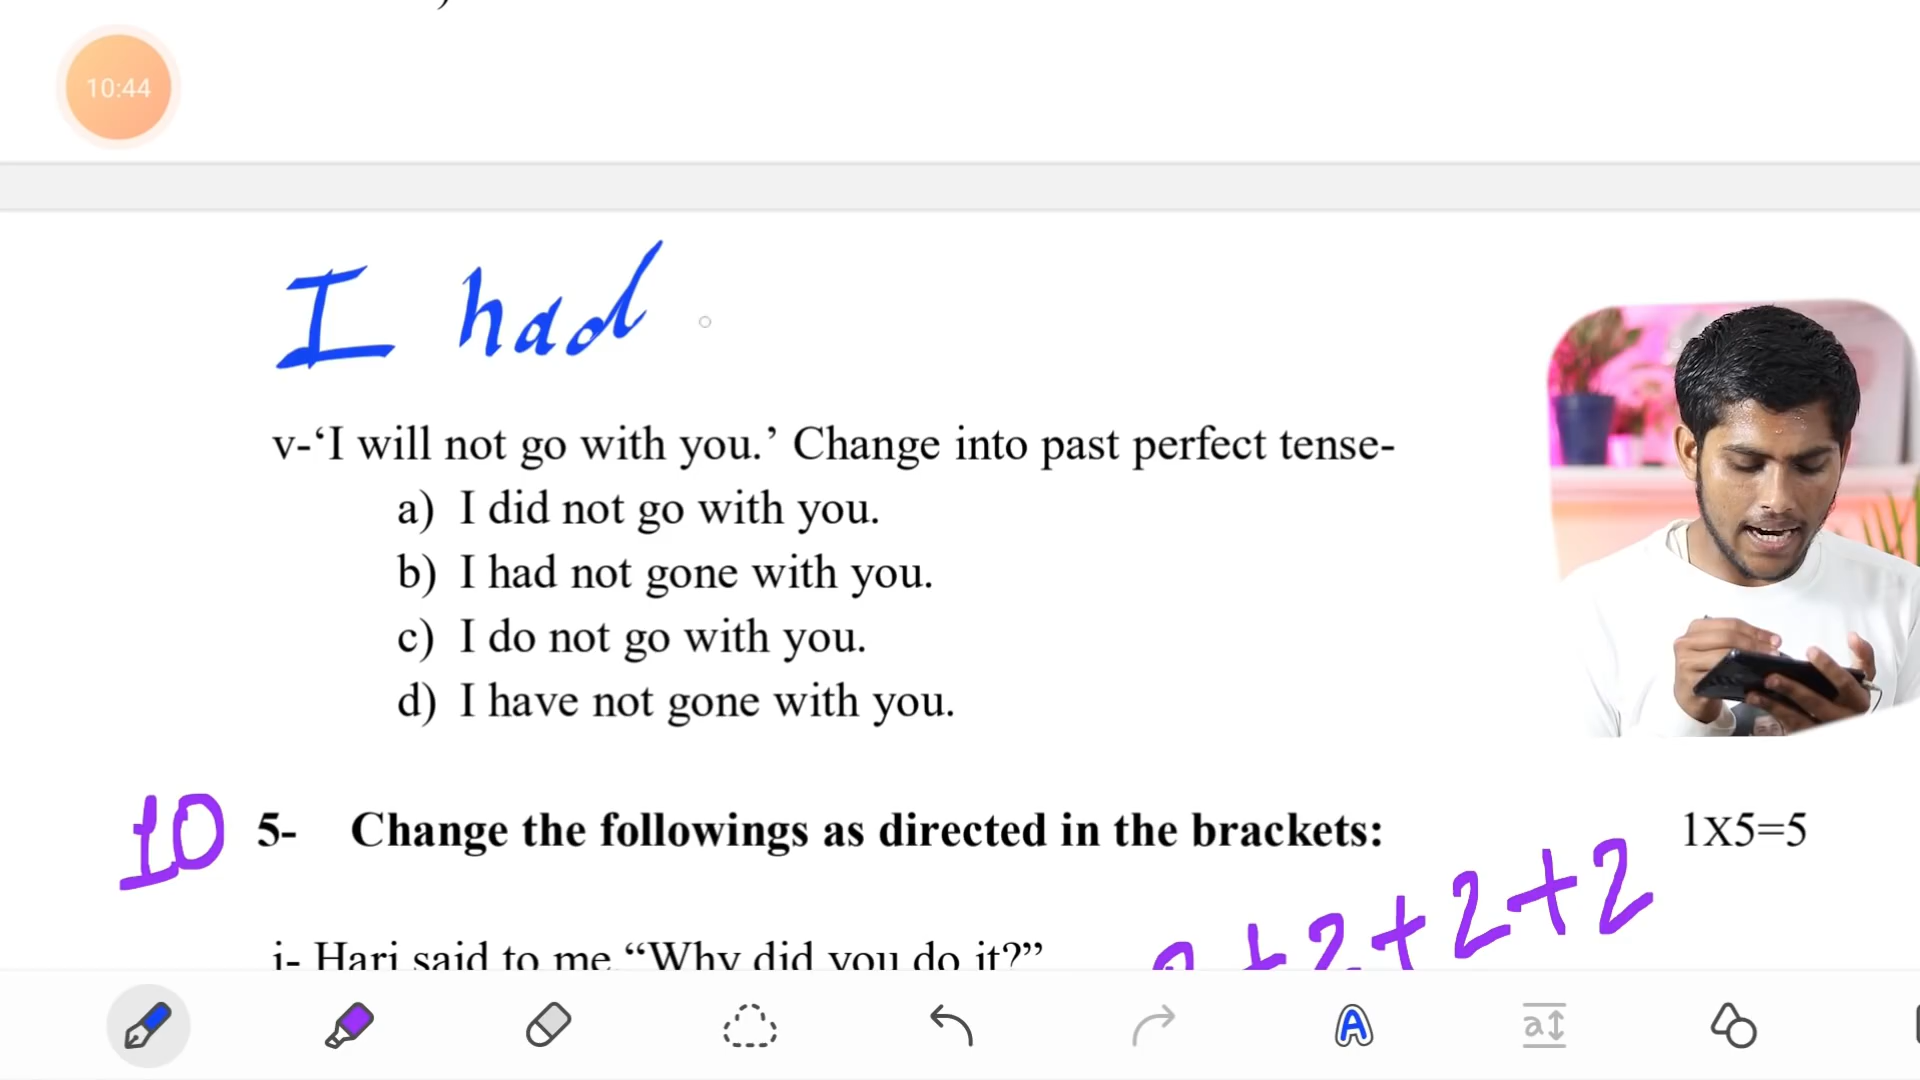 10:44
I had
v-‘I will not go with you.’ Change into past perfect tense-
a) I did not go with you.
b) I had not gone with you.
c) I do not go with you.
d) I have not gone with you.
10 5- Change the followings as directed in the brackets: 1X5=5
2+2+2+2
i- Hari said to me “Why did you do it?”
A
a